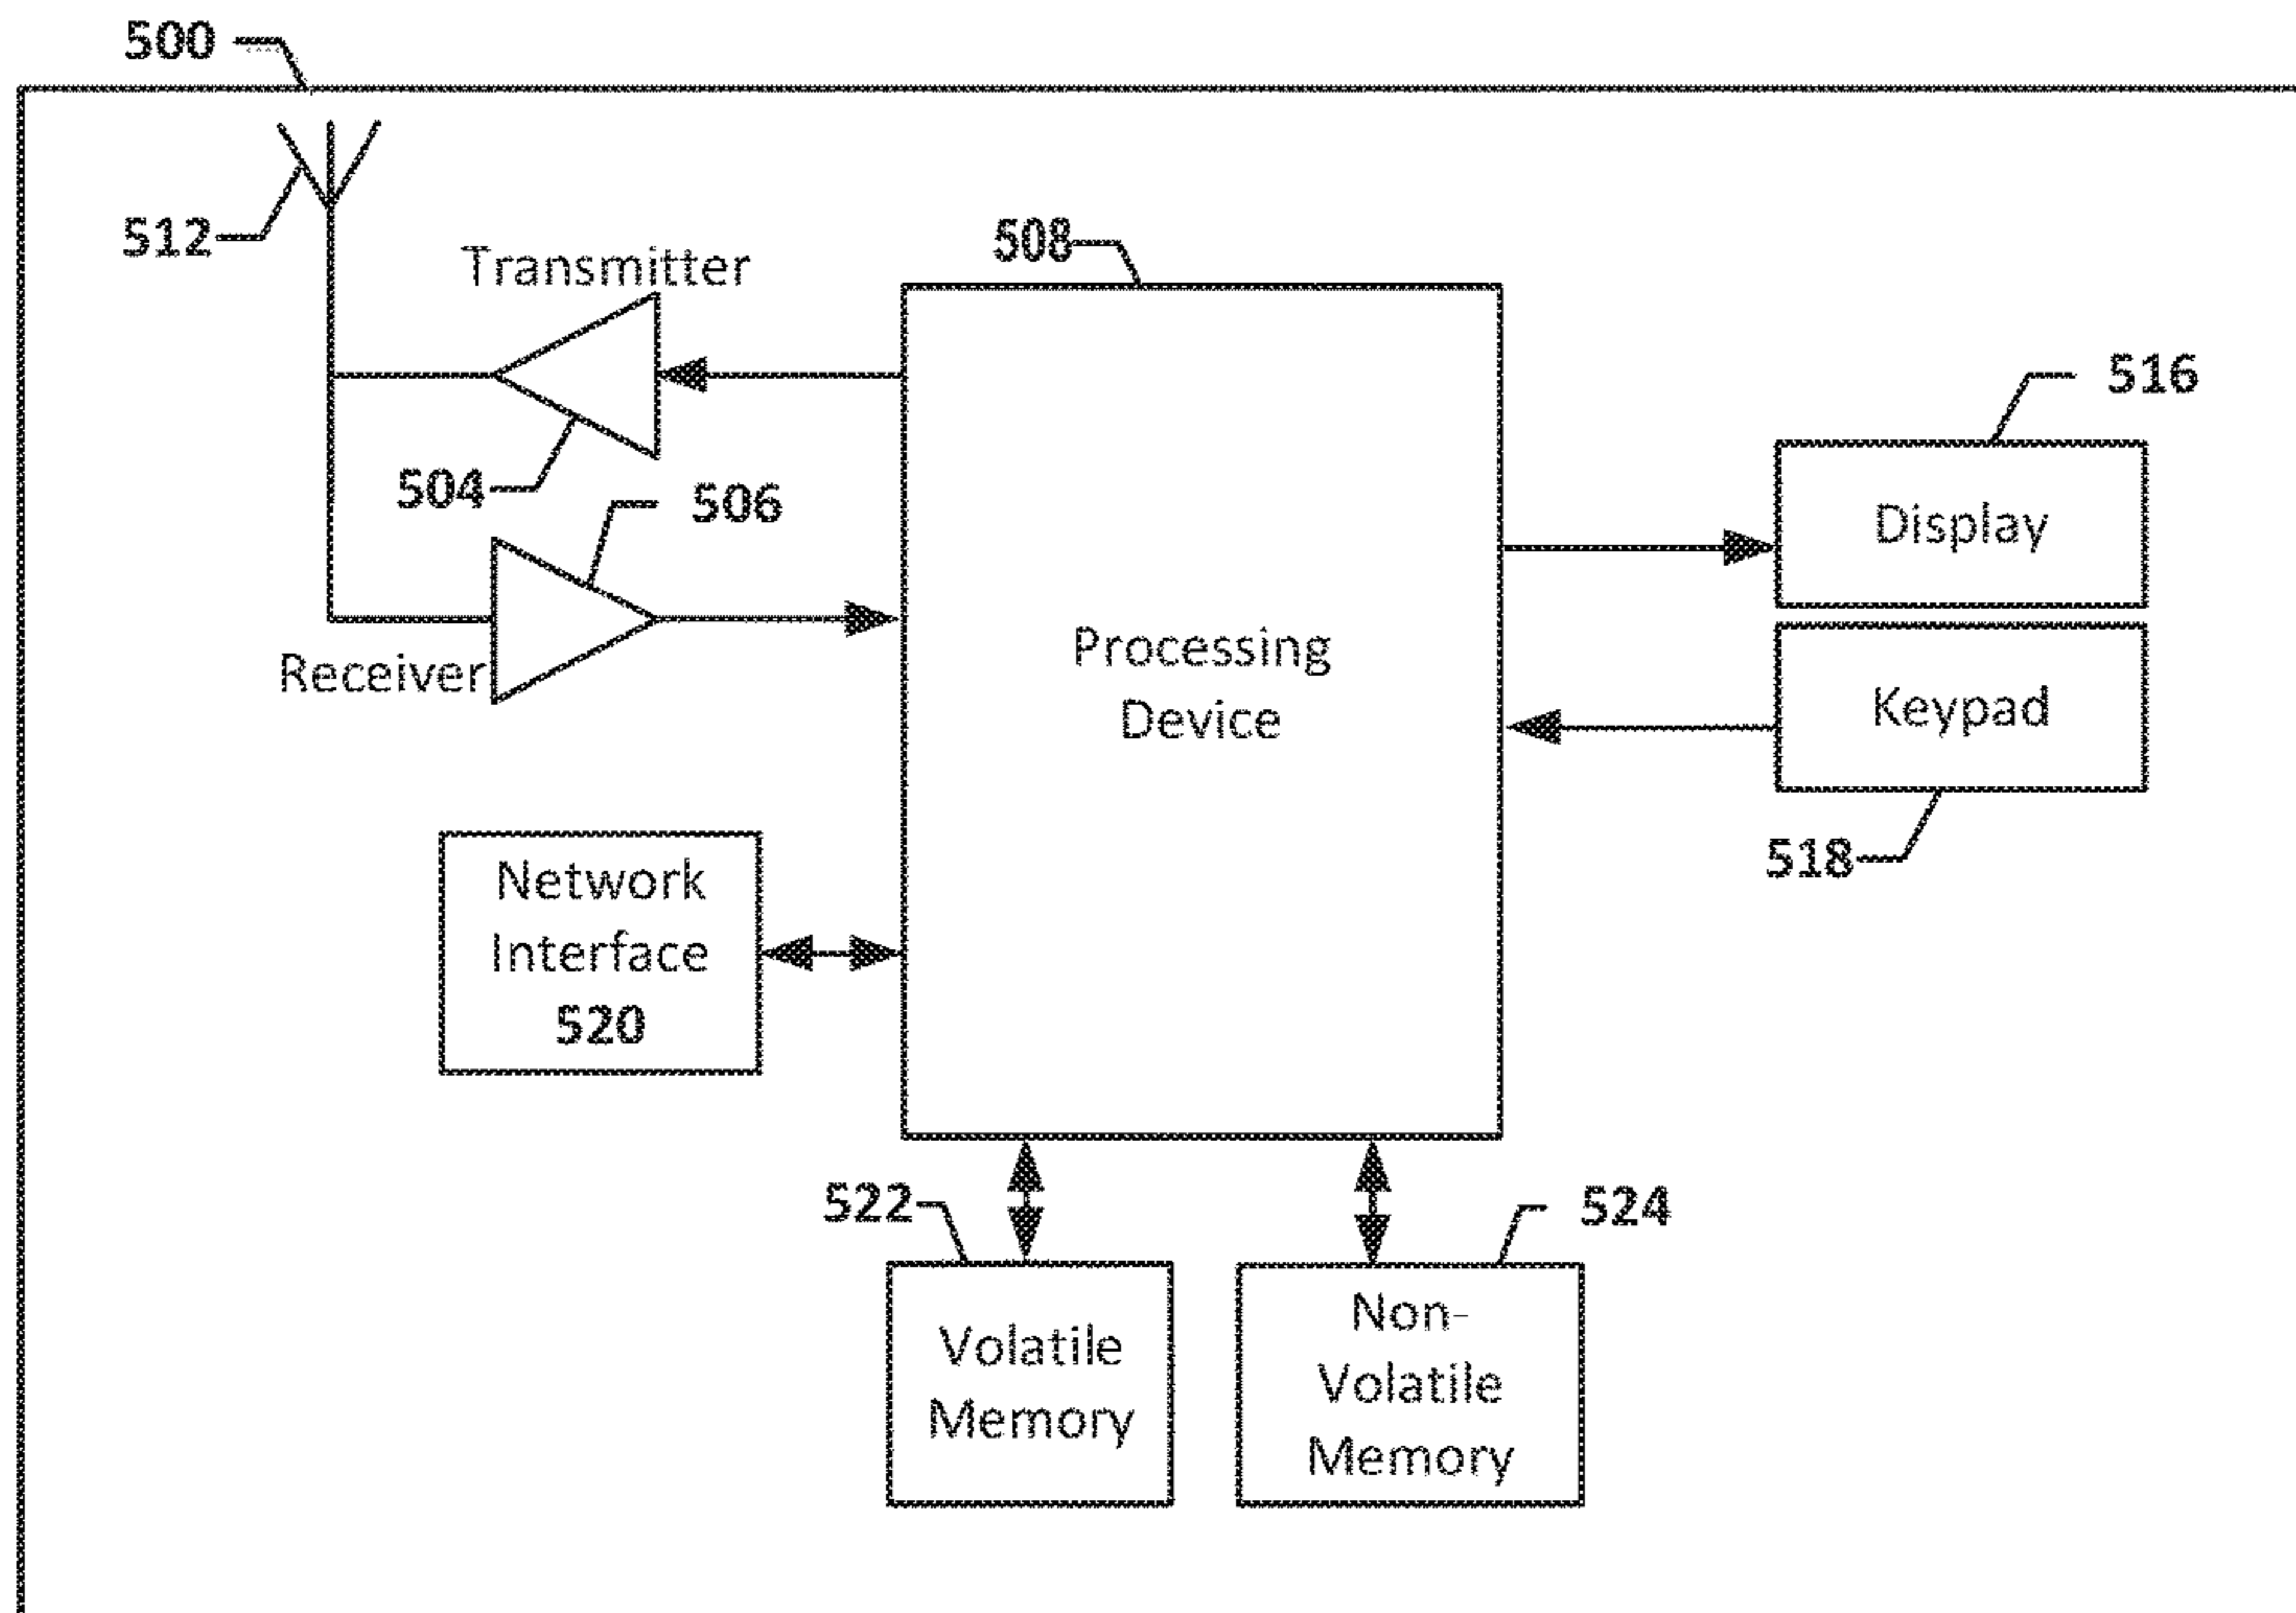 500
512
Transmitter
508
504
506
516
Display
Receiver
Processing
Device
Keypad
518
Network
Interface
520
522
524
Volatile
Memory
Non-
Volatile
Memory